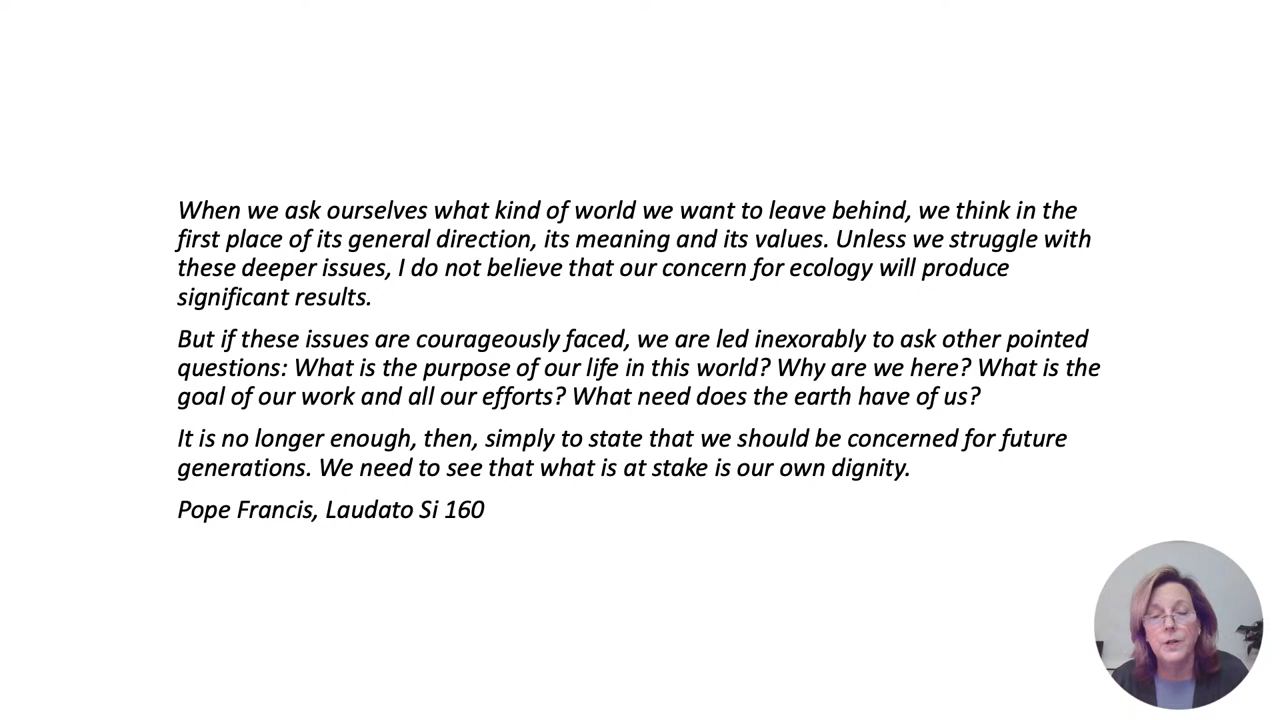 When we ask ourselves what kind of world we want to leave behind, we think in the
first place of its general direction, its meaning and its values. Unless we struggle with
these deeper issues, I do not believe that our concern for ecology will produce
significant results.
But if these issues are courageously faced, we are led inexorably to ask other pointed
questions: What is the purpose of our life in this world? Why are we here? What is the
goal of our work and all our efforts? What need does the earth have of us?
It is no longer enough, then, simply to state that we should be concerned for future
generations. We need to see that what is at stake is our own dignity.
Pope Francis, Laudato Si 160